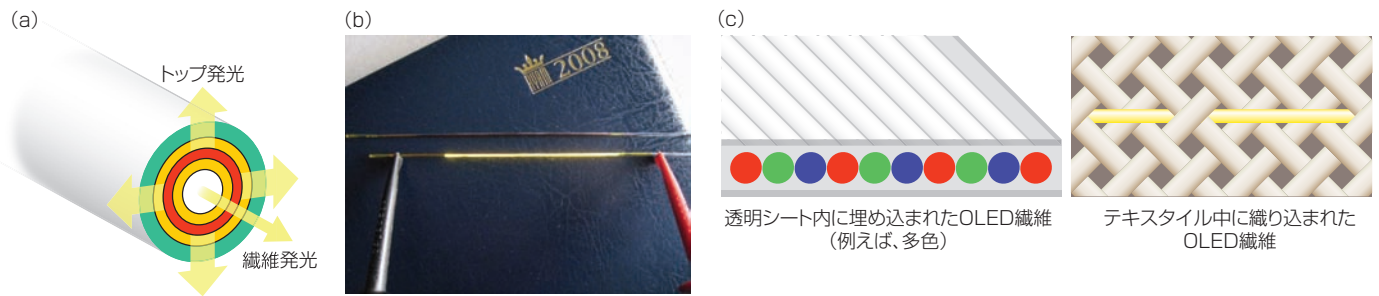 (a)
トップ発光
繊維発光
(b)
2008
(c)
透明シート内に埋め込まれたOLED繊維
(例えば、多色)
テキスタイル中に織り込まれた
OLED繊維